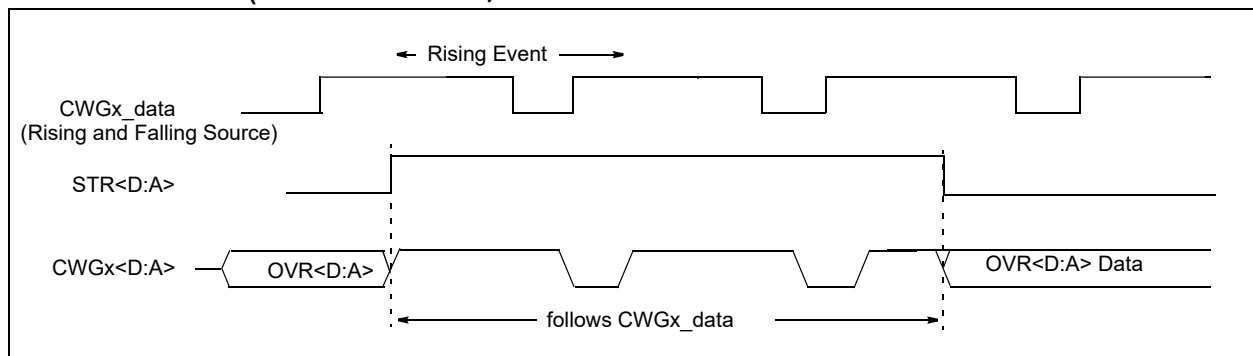 Rising Event
CWGx_data
(Rising and Falling Source)
STR<D:A>
CWGx<D:A>
OVR<D:A>
OVR<D:A> Data
follows CWGx_data